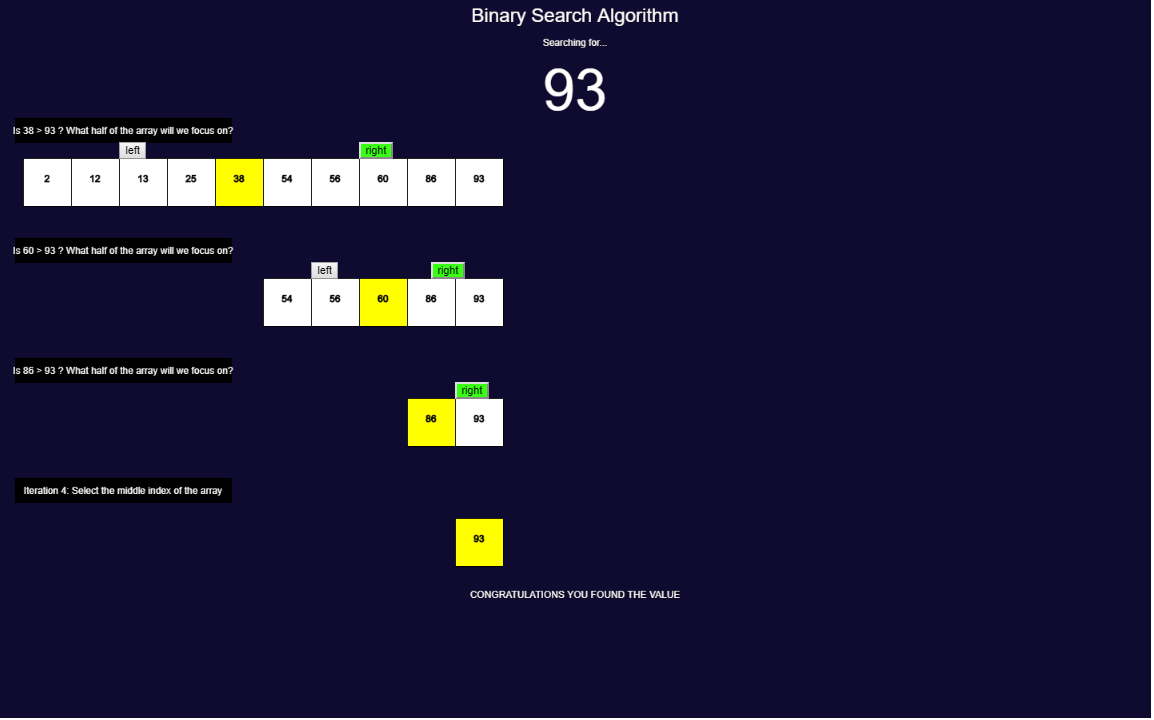 Binary Search Algorithm
Searching for...
93
Is 38 > 93 ? What half of the array will we focus on?
left right
2 12 13 25 38 54 56 60 86 93
Is 60 > 93 ? What half of the array will we focus on?
left right
54 56 60 86 93
Is 86 > 93 ? What half of the array will we focus on?
right
86 93
Iteration 4: Select the middle index of the array
93
CONGRATULATIONS YOU FOUND THE VALUE